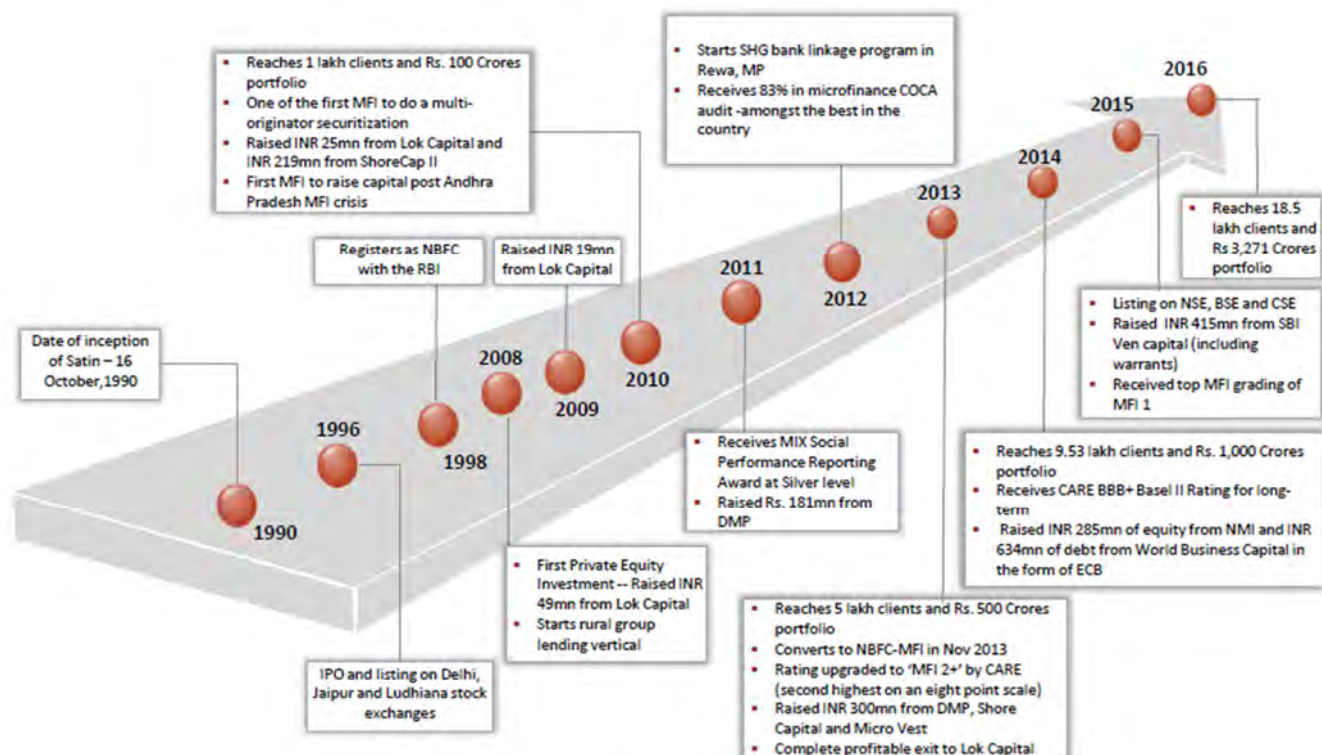 1990
Date of inception
of Satin – 16
October,1990
1996
IPO and listing on Delhi,
Jaipur and Ludhiana stock
exchanges
1998
Registers as NBFC
with the RBI
2008
First Private Equity
Investment -- Raised INR
49mn from Lok Capital
Starts rural group
lending vertical
2009
Raised INR 19mn
from Lok Capital
2010
Reaches 1 lakh clients and Rs. 100 Crores
portfolio
One of the first MFI to do a multi-
originator securitization
Raised INR 25mn from Lok Capital and
INR 219mn from ShoreCap II
First MFI to raise capital post Andhra
Pradesh MFI crisis
2011
Receives MIX Social
Performance Reporting
Award at Silver level
Raised Rs. 181mn from
DMP
2012
Starts SHG bank linkage program in
Rewa, MP
Receives 83% in microfinance COCA
audit -amongst the best in the
country
2013
Reaches 5 lakh clients and Rs. 500 Crores
portfolio
Converts to NBFC-MFI in Nov 2013
Rating upgraded to ‘MFI 2+’ by CARE
(second highest on an eight point scale)
Raised INR 300mn from DMP, Shore
Capital and Micro Vest
Complete profitable exit to Lok Capital
2014
Reaches 9.53 lakh clients and Rs. 1,000 Crores
portfolio
Receives CARE BBB+ Basel II Rating for long-
term
Raised INR 285mn of equity from NMI and INR
634mn of debt from World Business Capital in
the form of ECB
2015
Listing on NSE, BSE and CSE
Raised INR 415mn from SBI
Ven capital (including
warrants)
Received top MFI grading of
MFI 1
2016
Reaches 18.5
lakh clients and
Rs 3,271 Crores
portfolio